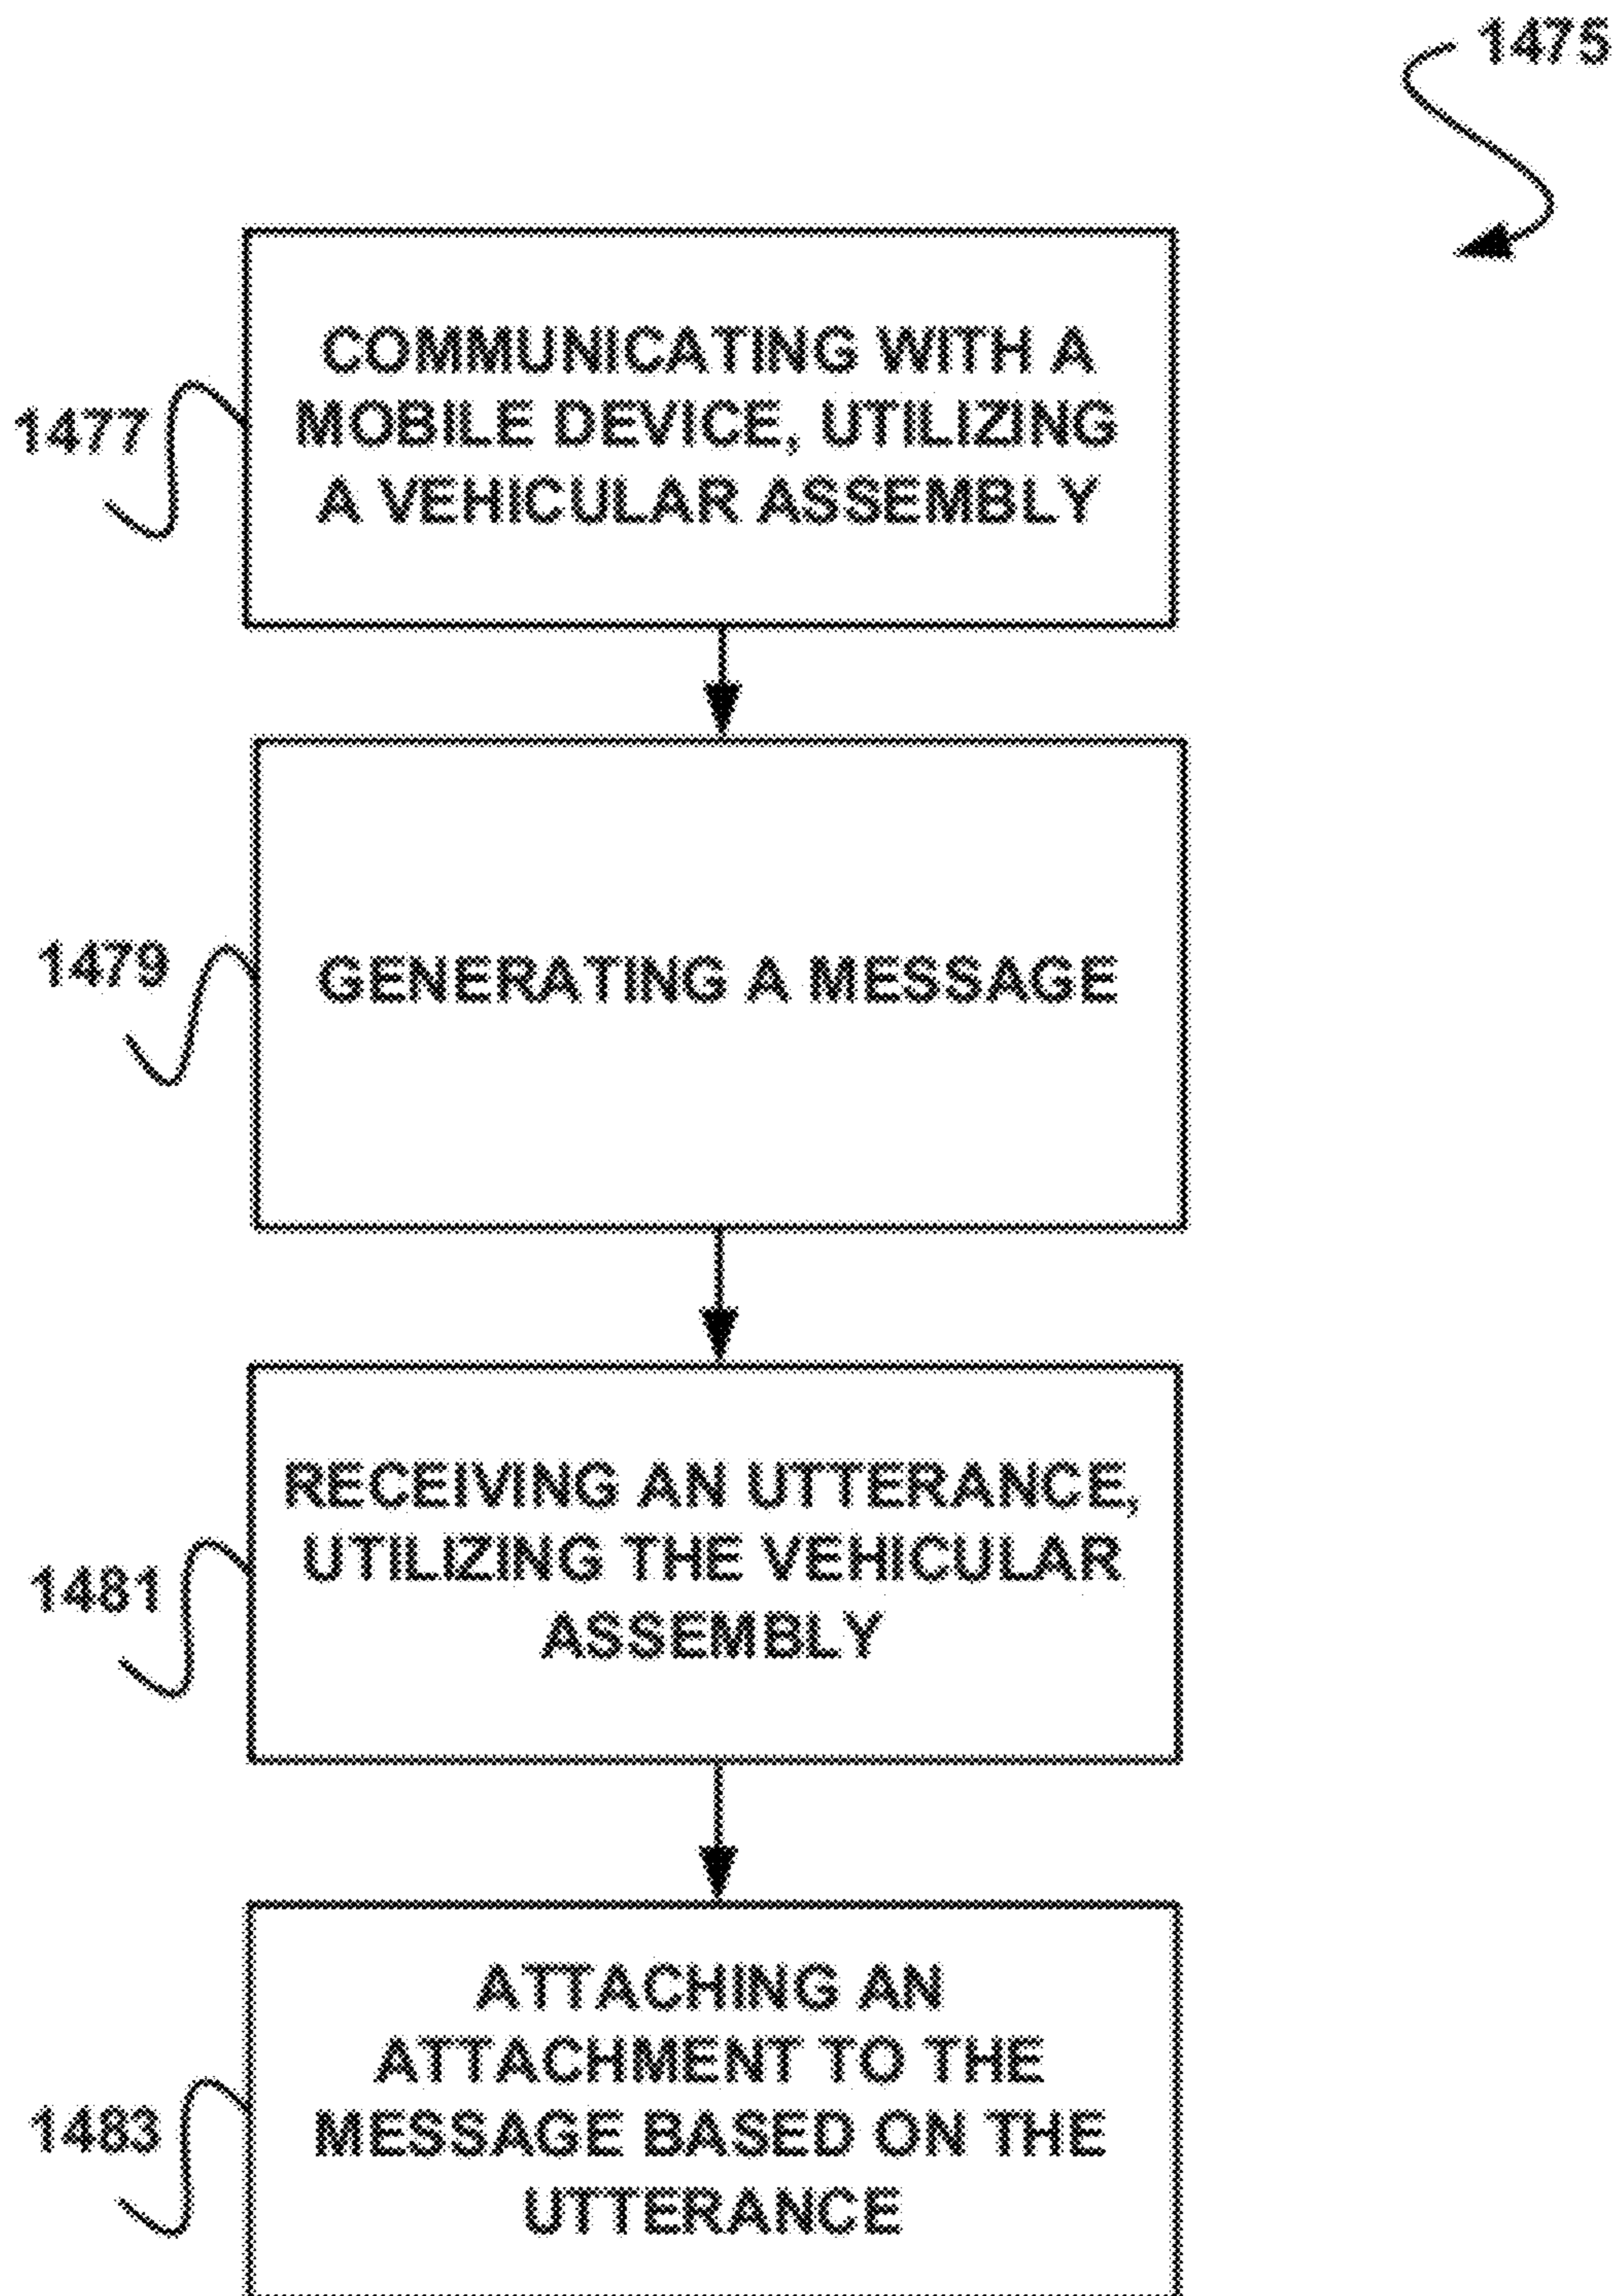 1475
COMMUNICATING WITH A
MOBILE DEVICE, UTILIZING
A VEHICULAR ASSEMBLY
1477
GENERATING A MESSAGE
1479
RECEIVING AN UTTERANCE,
UTILIZING THE VEHICULAR
ASSEMBLY
1481
ATTACHING AN
ATTACHMENT TO THE
MESSAGE BASED ON THE
UTTERANCE
1483